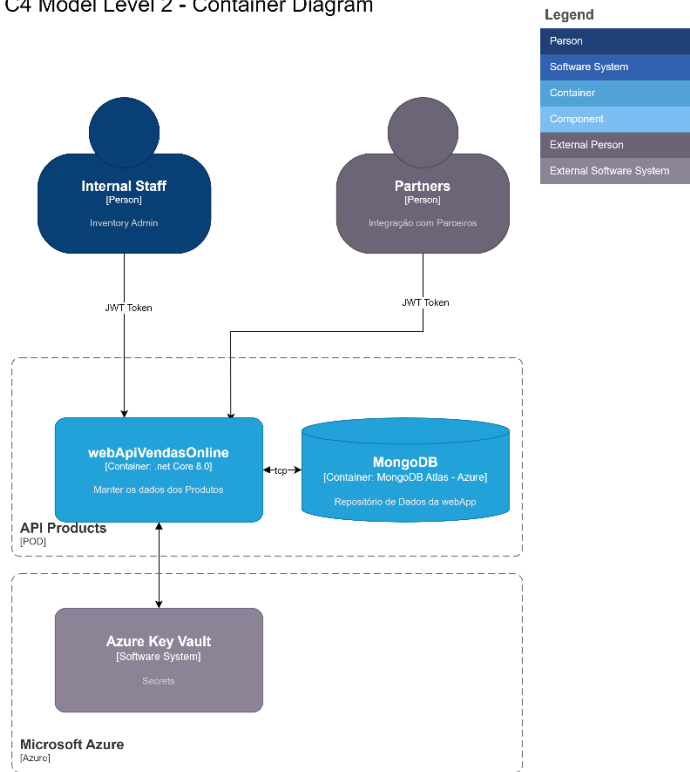 C4 Model Level 2 - Container Diagram
Legend
Person
Software System
Container
Component
External Person
External Software System
Internal Staff
[Person]
Inventory Admin
Partners
[Person]
Integração com Parceiros
JWT Token
JWT Token
webApiVendasOnline
[Container: .net Core 8.0]
Manter os dados dos Produtos
tcp
MongoDB
[Container: MongoDB Atlas - Azure]
Repositório de Dados da webApp
API Products
[POD]
Azure Key Vault
[Software System]
Secrets
Microsoft Azure
[Azure]